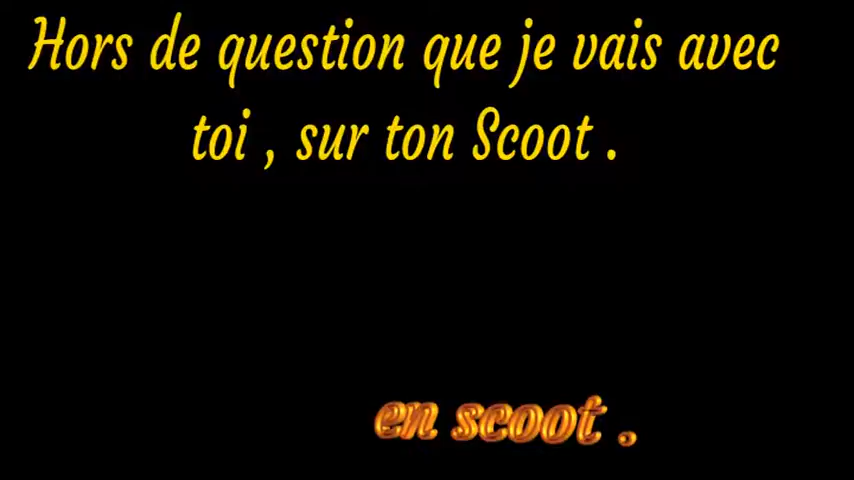 Hors de question que je vais avec
toi , sur ton Scoot .
en scoot .